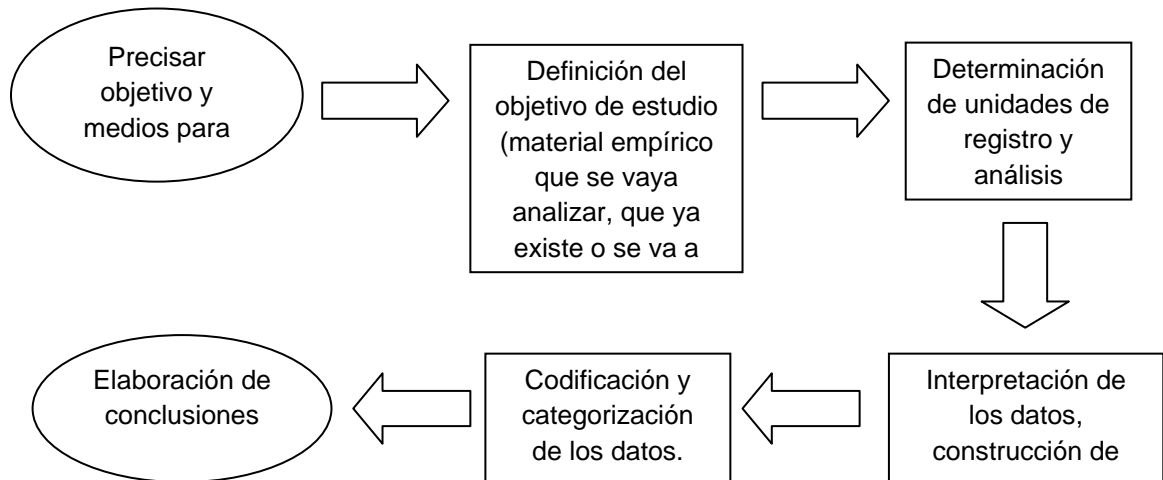 Precisar
objetivo y
medios para
Definición del
objetivo de estudio
(material empírico
que se vaya
analizar, que ya
existe o se va a
Determinación
de unidades de
registro y
análisis
Interpretación de
los datos,
construcción de
Codificación y
categorización
de los datos.
Elaboración de
conclusiones